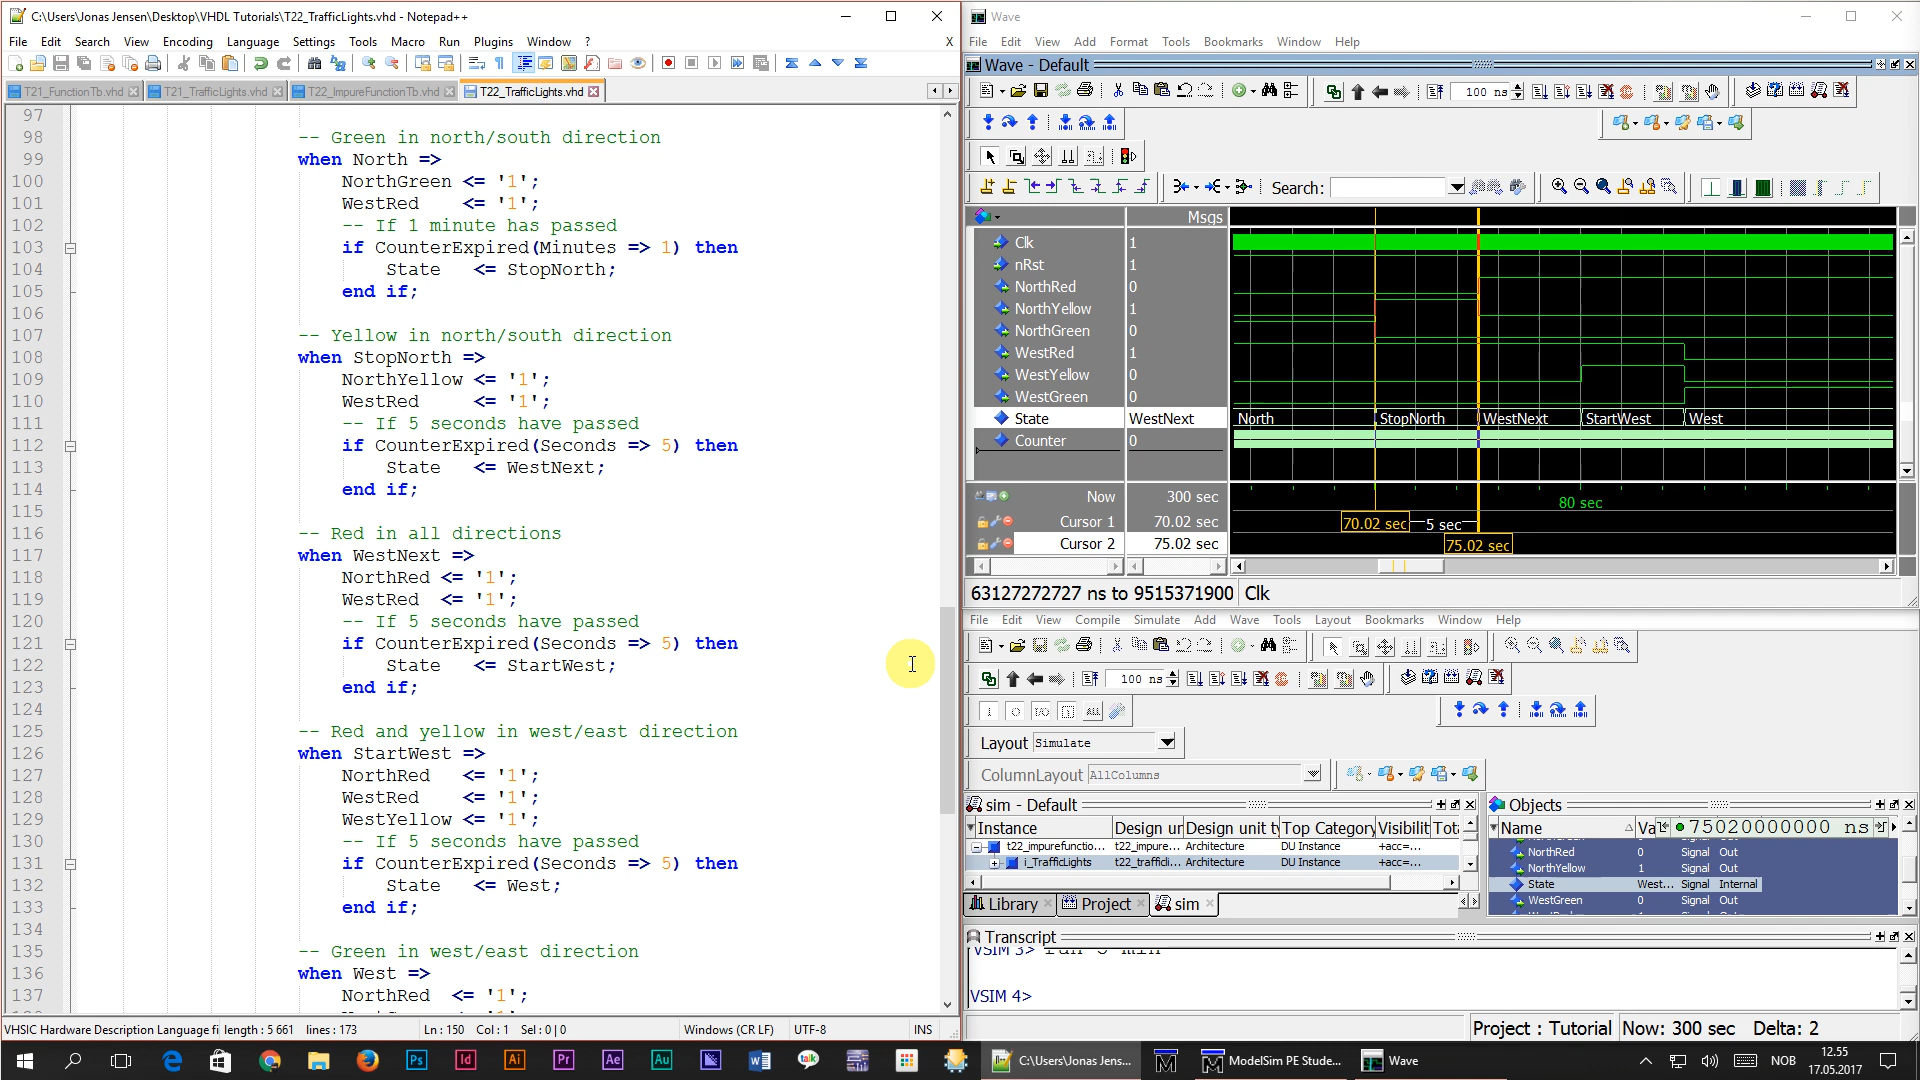 C:\Users\Jonas Jensen\Desktop\VHDL Tutorials\T22_TrafficLights.vhd - Notepad++
File Edit Search View Encoding Language Settings Tools Macro Run Plugins Window ? X
T21_FunctionTb.vhd T21_TrafficLights.vhd T22_ImpureFunctionTb.vhd T22_TrafficLights.vhd
97
98 -- Green in north/south direction
99 when North =>
100 NorthGreen <= '1';
101 WestRed <= '1';
102 -- If 1 minute has passed
103 if CounterExpired(Minutes => 1) then
104 State <= StopNorth;
105 end if;
106
107 -- Yellow in north/south direction
108 when StopNorth =>
109 NorthYellow <= '1';
110 WestRed <= '1';
111 -- If 5 seconds have passed
112 if CounterExpired(Seconds => 5) then
113 State <= WestNext;
114 end if;
115
116 -- Red in all directions
117 when WestNext =>
118 NorthRed <= '1';
119 WestRed <= '1';
120 -- If 5 seconds have passed
121 if CounterExpired(Seconds => 5) then
122 State <= StartWest;
123 end if;
124
125 -- Red and yellow in west/east direction
126 when StartWest =>
127 NorthRed <= '1';
128 WestRed <= '1';
129 WestYellow <= '1';
130 -- If 5 seconds have passed
131 if CounterExpired(Seconds => 5) then
132 State <= West;
133 end if;
134
135 -- Green in west/east direction
136 when West =>
137 NorthRed <= '1';
VHSIC Hardware Description Language fi length : 5 661 lines : 173 Ln : 150 Col : 1 Sel : 0 | 0 Windows (CR LF) UTF-8 INS
Wave
File Edit View Add Format Tools Bookmarks Window Help
Wave - Default
100 ns
Search:
Msgs
Clk 1
nRst 1
NorthRed 0
NorthYellow 1
NorthGreen 0
WestRed 1
WestYellow 0
WestGreen 0
State WestNext North StopNorth WestNext StartWest West
Counter 0
Now 300 sec 80 sec
Cursor 1 70.02 sec 70.02 sec 5 sec
Cursor 2 75.02 sec 75.02 sec
63127272727 ns to 9515371900 Clk
File Edit View Compile Simulate Add Wave Tools Layout Bookmarks Window Help
100 ns
Layout Simulate
ColumnLayout AllColumns
sim - Default
Instance Design ur Design unit ty Top Category Visibilit Tota
t22_impurefunctio... t22_impure... Architecture DU Instance +acc=...
i_TrafficLights t22_traffici... Architecture DU Instance +acc=...
Library Project sim
Objects
Name Va 75020000000 ns
NorthRed 0 Signal Out
NorthYellow 1 Signal Out
State West... Signal Internal
WestGreen 0 Signal Out
Transcript
VSIM 3> run 5 min
VSIM 4>
Project : Tutorial Now: 300 sec Delta: 2
C:\Users\Jonas Jens... ModelSim PE Stude... Wave NOB 12.55
17.05.2017